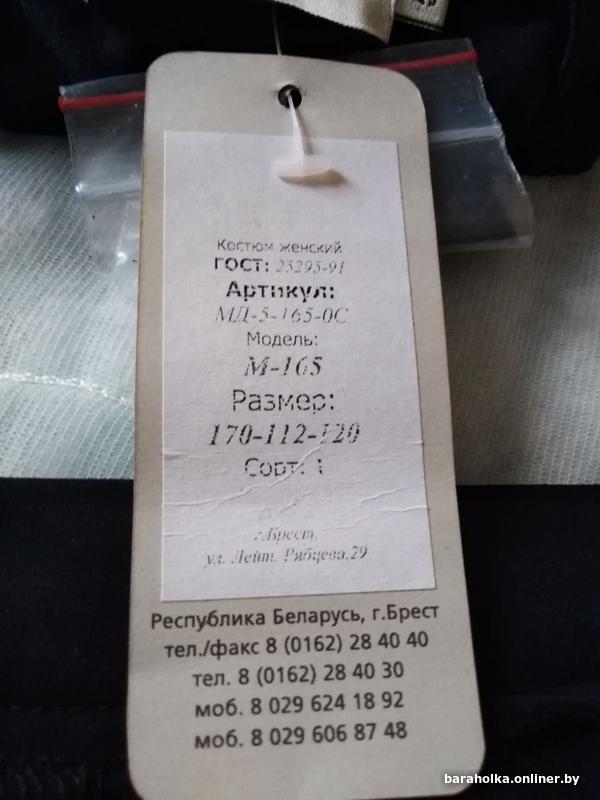 Костюм женский
ГОСТ: 25295-91
Артикул:
МД-5-165-0С
Модель:
М-165
Размер:
170-112-120
Сорт: 1
г.Брест,
ул. Лейт. Рябцева,29
Республика Беларусь, г.Брест
тел./факс 8 (0162) 28 40 40
тел. 8 (0162) 28 40 30
моб. 8 029 624 18 92
моб. 8 029 606 87 48
baraholka.onliner.by